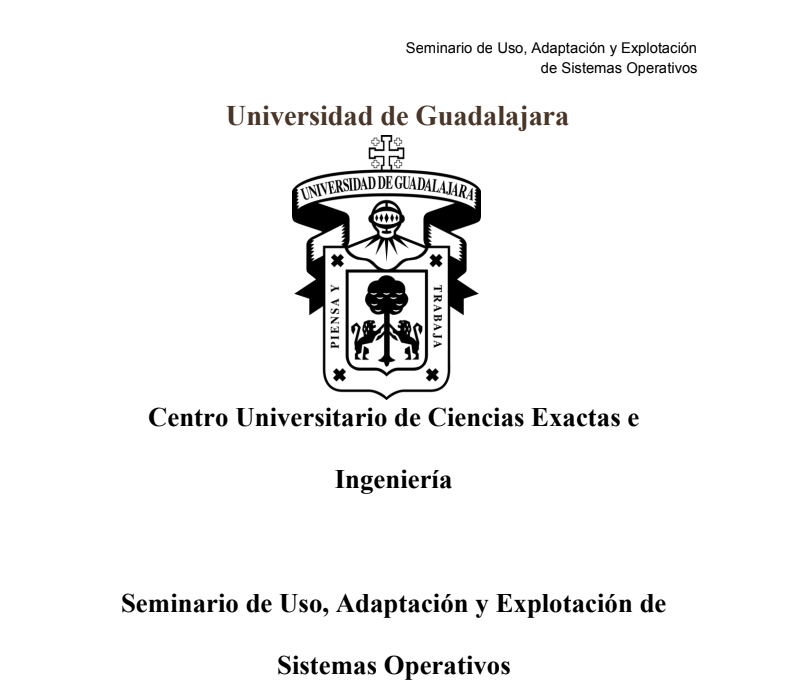 Seminario de Uso, Adaptación y Explotación
de Sistemas Operativos
Universidad de Guadalajara
UNIVERSIDAD DE GUADALAJARA
PIENSA Y
TRABAJA
Centro Universitario de Ciencias Exactas e
Ingeniería
Seminario de Uso, Adaptación y Explotación de
Sistemas Operativos